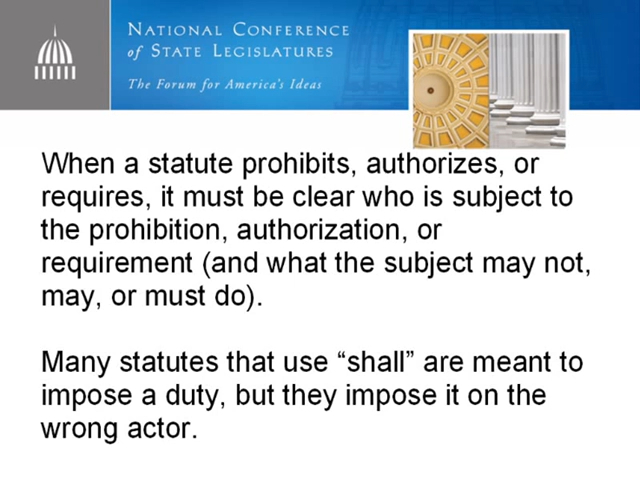 NATIONAL CONFERENCE
of STATE LEGISLATURES
The Forum for America's Ideas
When a statute prohibits, authorizes, or
requires, it must be clear who is subject to
the prohibition, authorization, or
requirement (and what the subject may not,
may, or must do).
Many statutes that use “shall” are meant to
impose a duty, but they impose it on the
wrong actor.